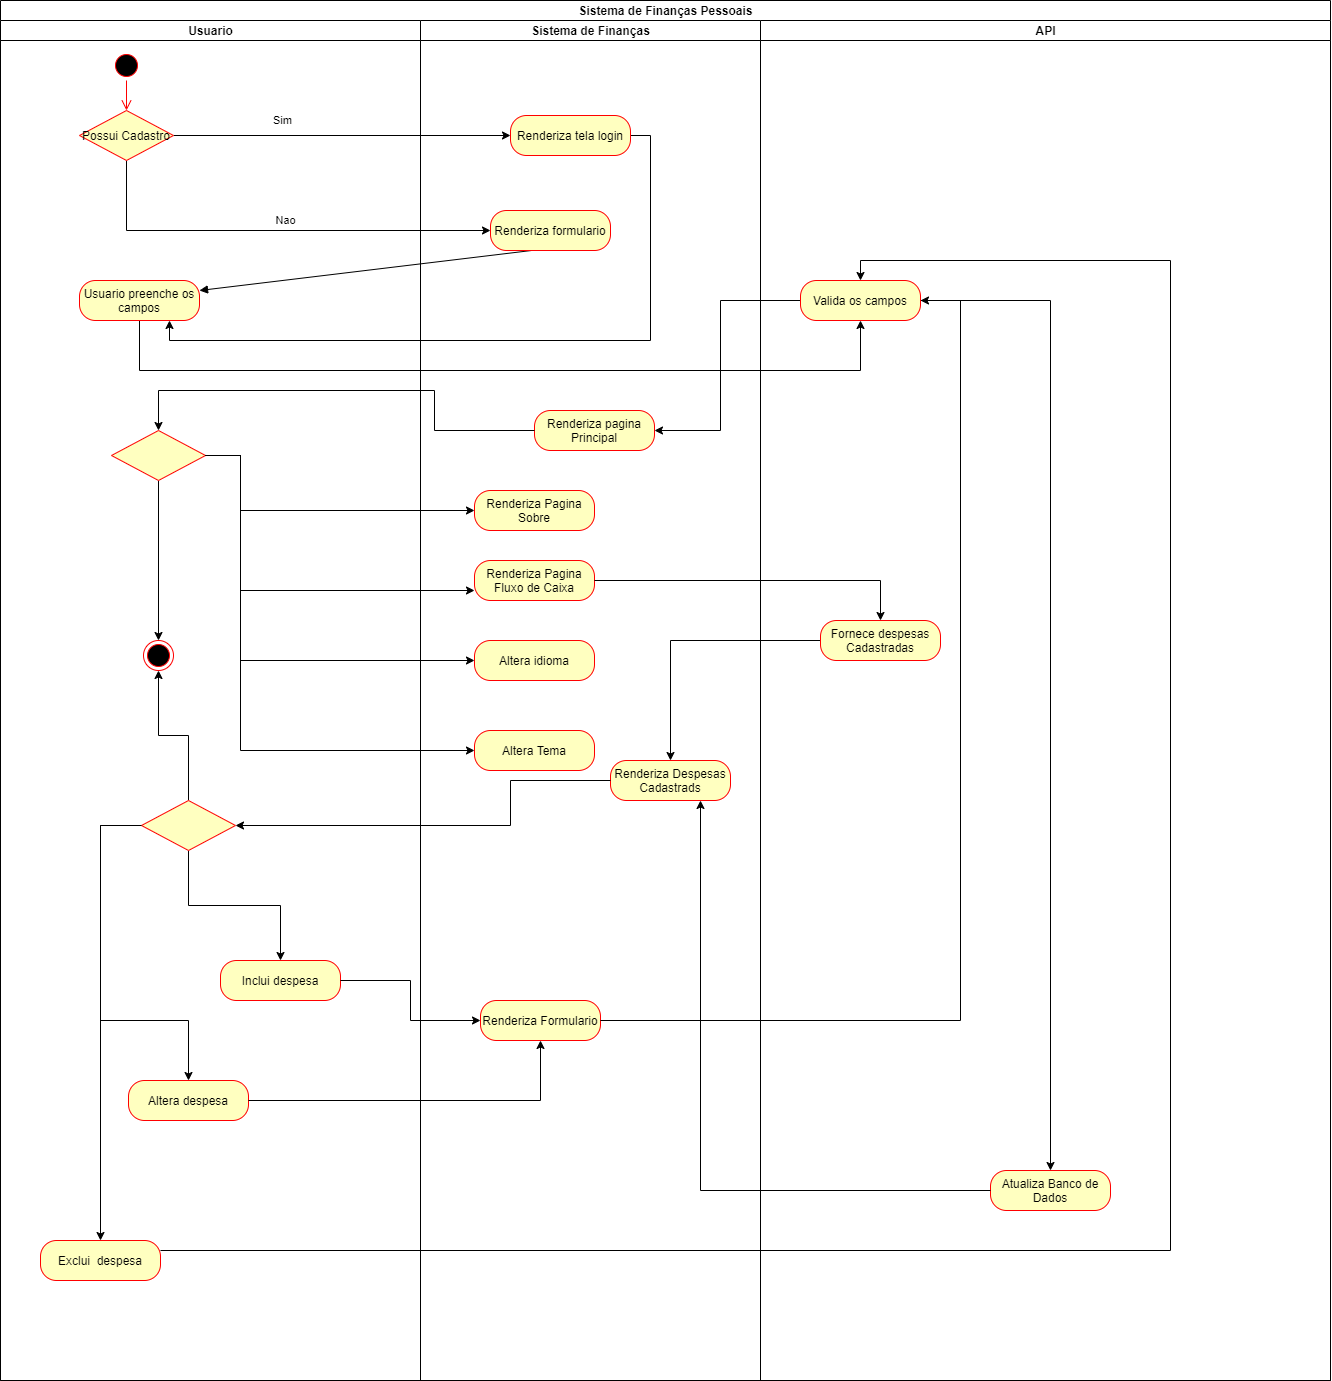 Sistema de Finanças Pessoais
Usuario
Sistema de Finanças
API
Possui Cadastro
Sim
Renderiza tela login
Nao
Renderiza formulario
Usuario preenche os
campos
Valida os campos
Renderiza pagina
Principal
Renderiza Pagina
Sobre
Renderiza Pagina
Fluxo de Caixa
Fornece despesas
Cadastradas
Altera idioma
Altera Tema
Renderiza Despesas
Cadastrads
Inclui despesa
Renderiza Formulario
Altera despesa
Atualiza Banco de
Dados
Exclui  despesa